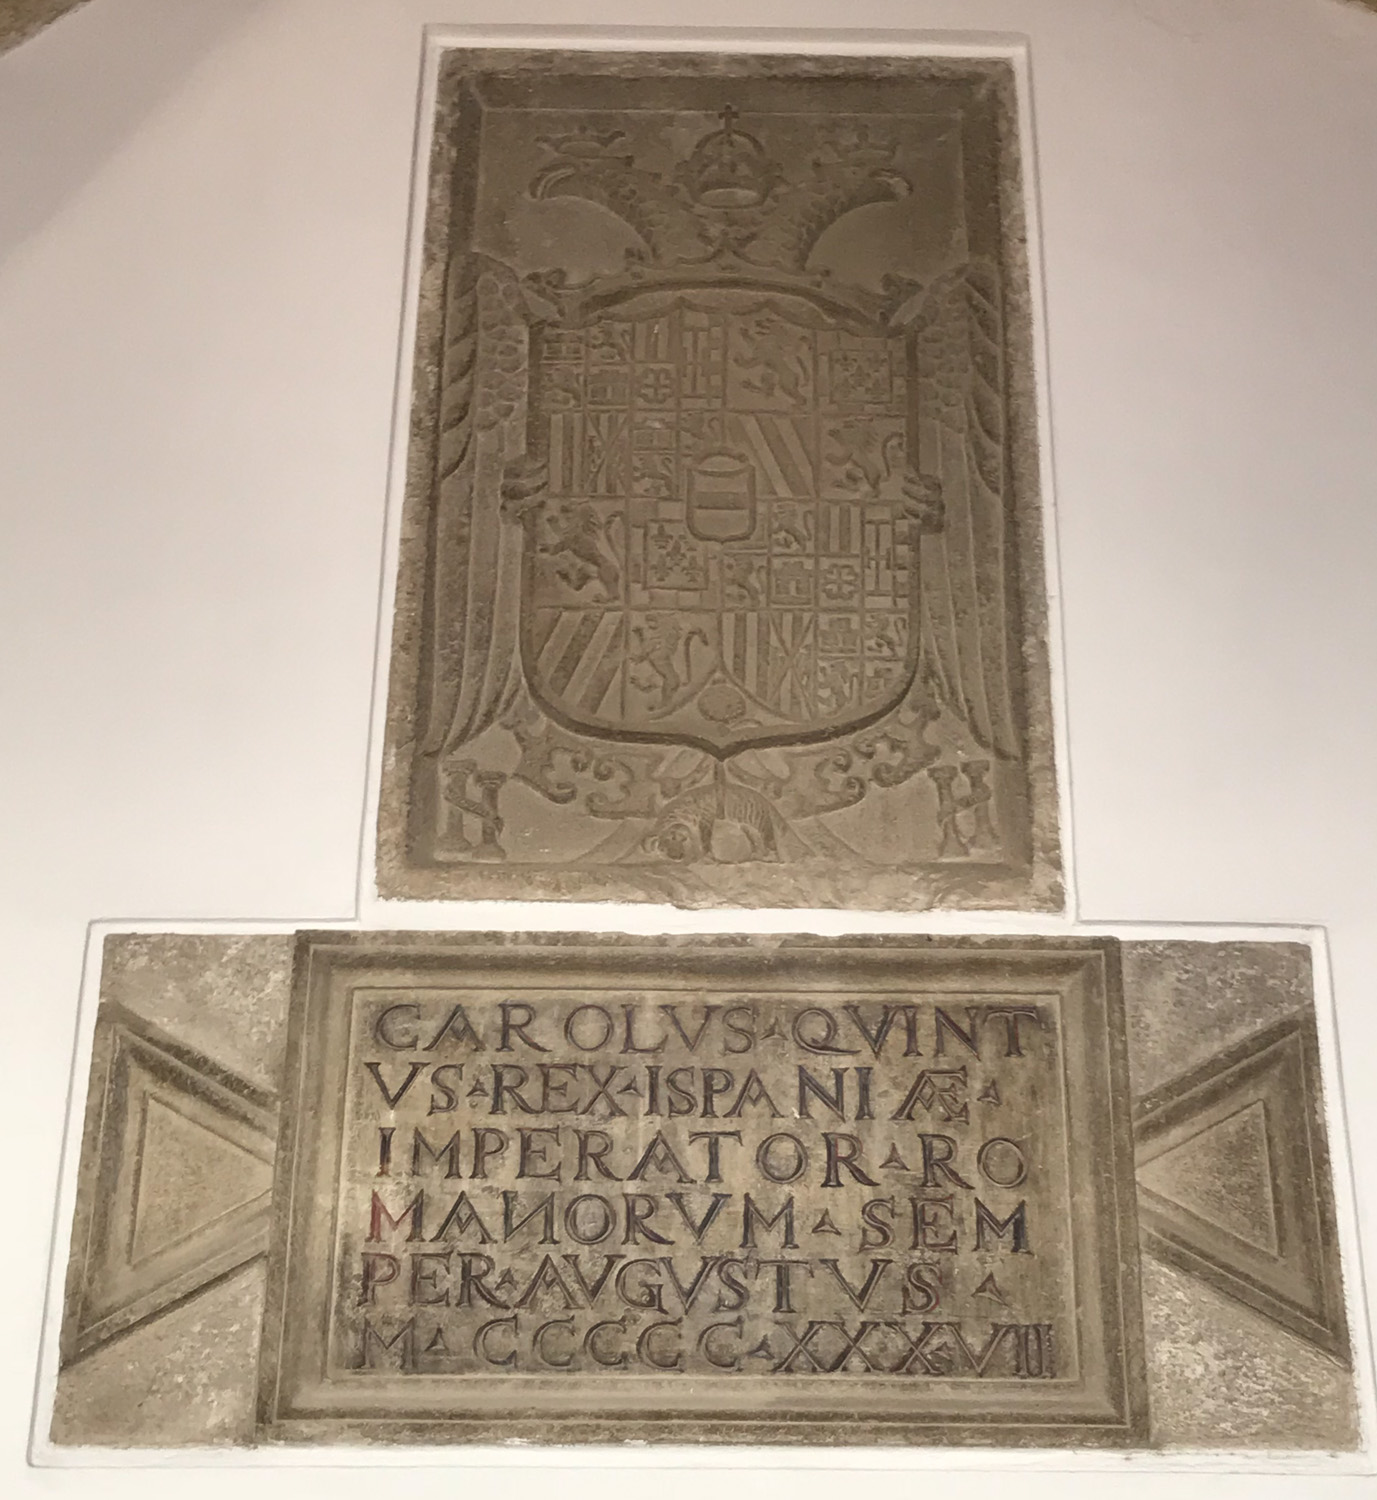 CAROLVS▴QVINT
VS▴REX▴ISPANIÆ▴
IMPERATOR▴RO
MANORVM▴SEM
PER▴AVGVSTVS▴
M▴CCCCC▴XXXVII